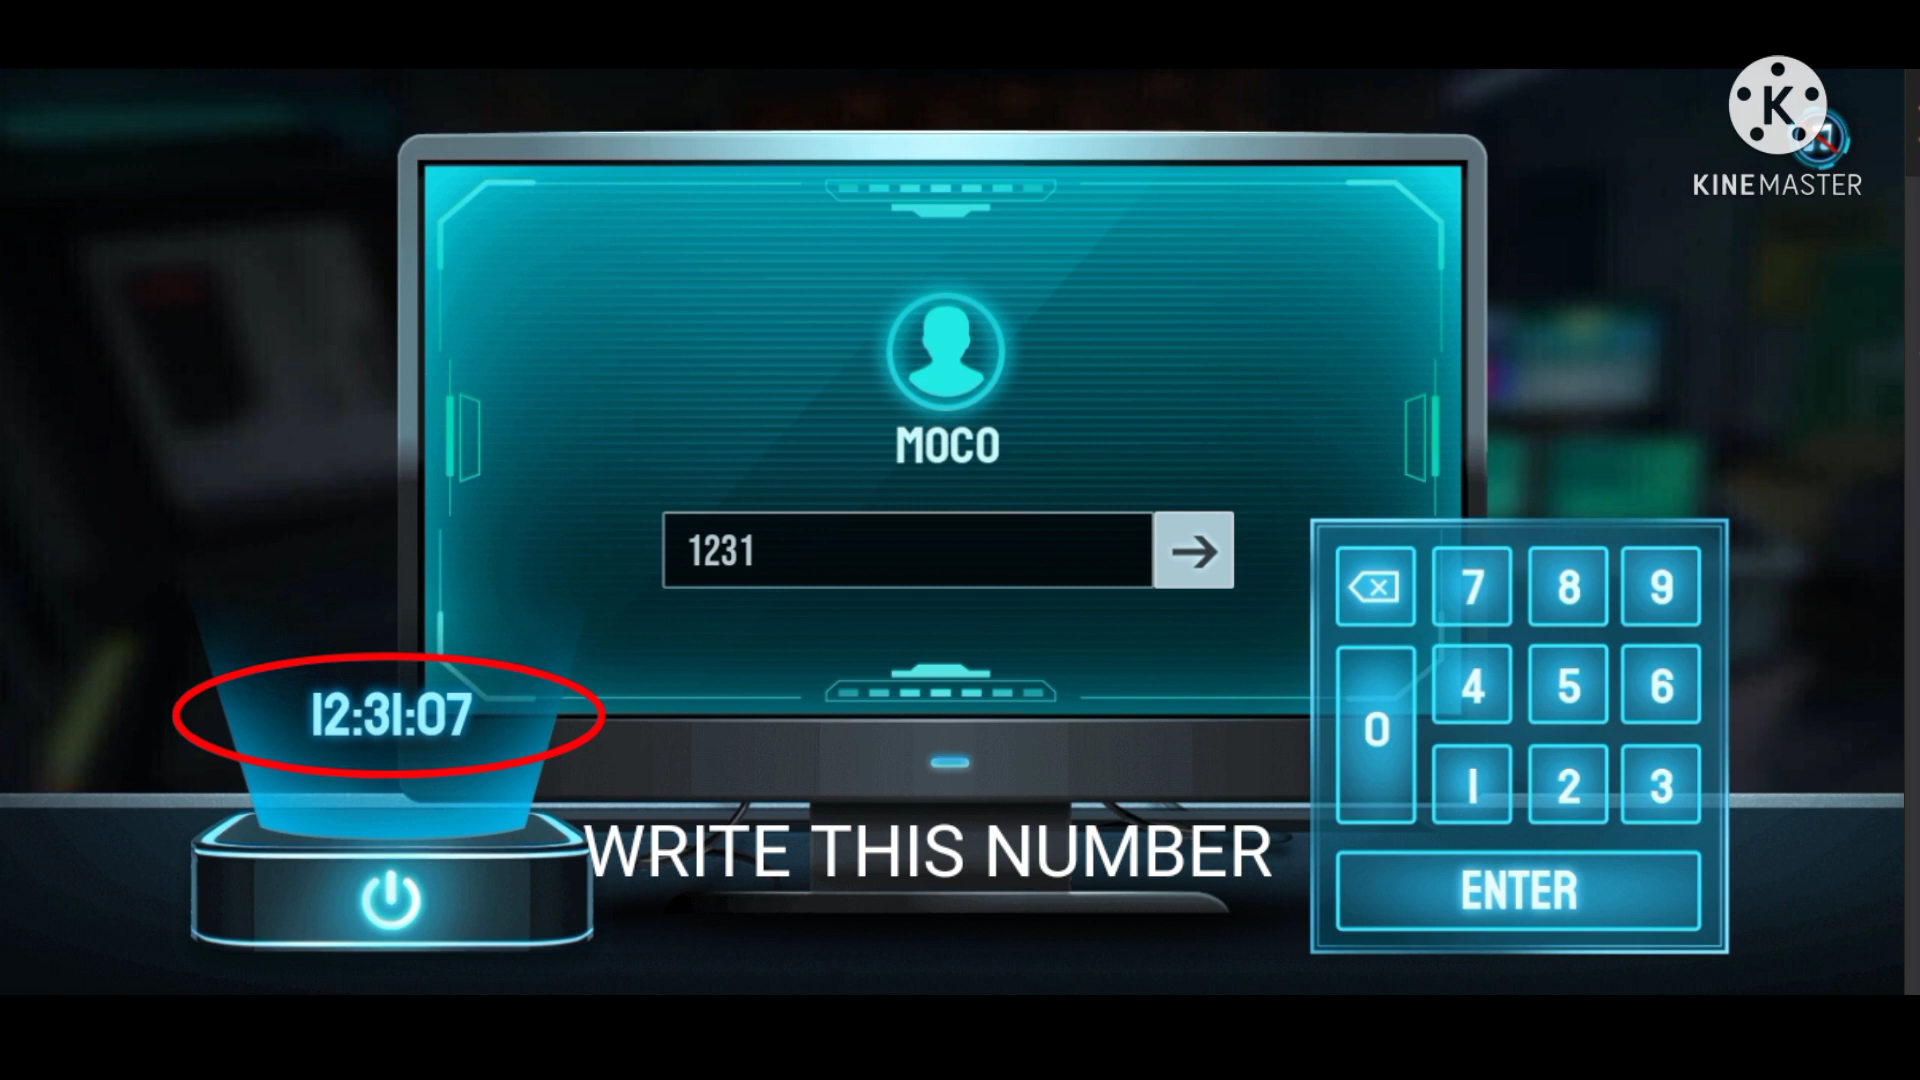 KINEMASTER
MOCO
1231
7 8 9
4 5 6
0
1 2 3
ENTER
12:31:07
WRITE THIS NUMBER